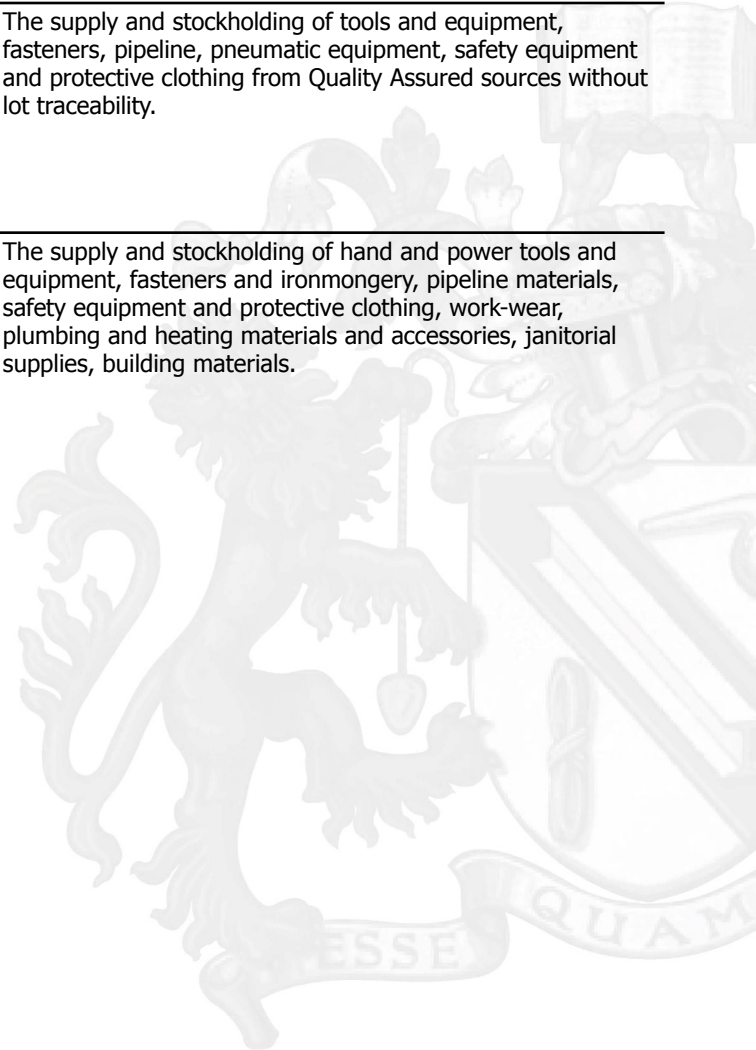 The supply and stockholding of tools and equipment,
fasteners, pipeline, pneumatic equipment, safety equipment
and protective clothing from Quality Assured sources without
lot traceability.
The supply and stockholding of hand and power tools and
equipment, fasteners and ironmongery, pipeline materials,
safety equipment and protective clothing, work-wear,
plumbing and heating materials and accessories, janitorial
supplies, building materials.
ESSE QUAM